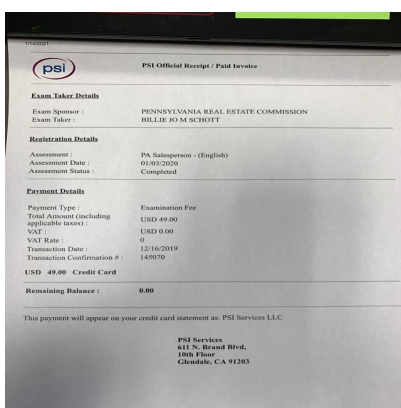 1/14/2021
psi
PSI Official Receipt / Paid Invoice
Exam Taker Details
Exam Sponsor : PENNSYLVANIA REAL ESTATE COMMISSION
Exam Taker : BILLIE JO M SCHOTT
Registration Details
Assessment : PA Salesperson - (English)
Assessment Date : 01/03/2020
Assessment Status : Completed
Payment Details
Payment Type : Examination Fee
Total Amount (including
applicable taxes) : USD 49.00
VAT : USD 0.00
VAT Rate : 0
Transaction Date : 12/16/2019
Transaction Confirmation # : 145070
USD 49.00 Credit Card
Remaining Balance : 0.00
This payment will appear on your credit card statement as: PSI Services LLC
PSI Services
611 N. Brand Blvd,
10th Floor
Glendale, CA 91203